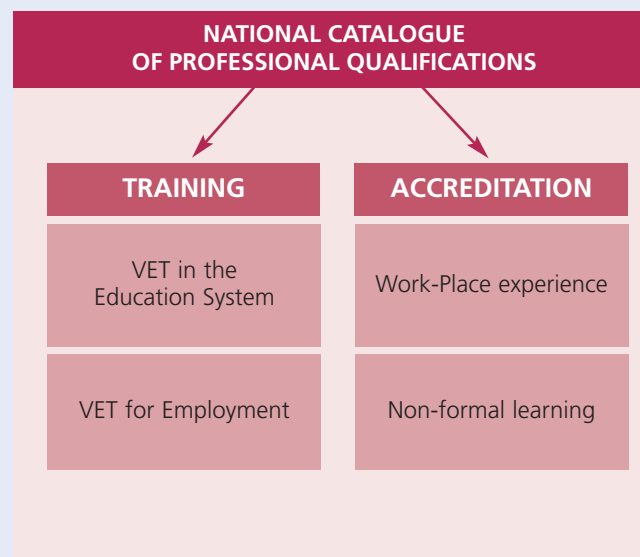 NATIONAL CATALOGUE
OF PROFESSIONAL QUALIFICATIONS
TRAINING
VET in the
Education System
VET for Employment
ACCREDITATION
Work-Place experience
Non-formal learning